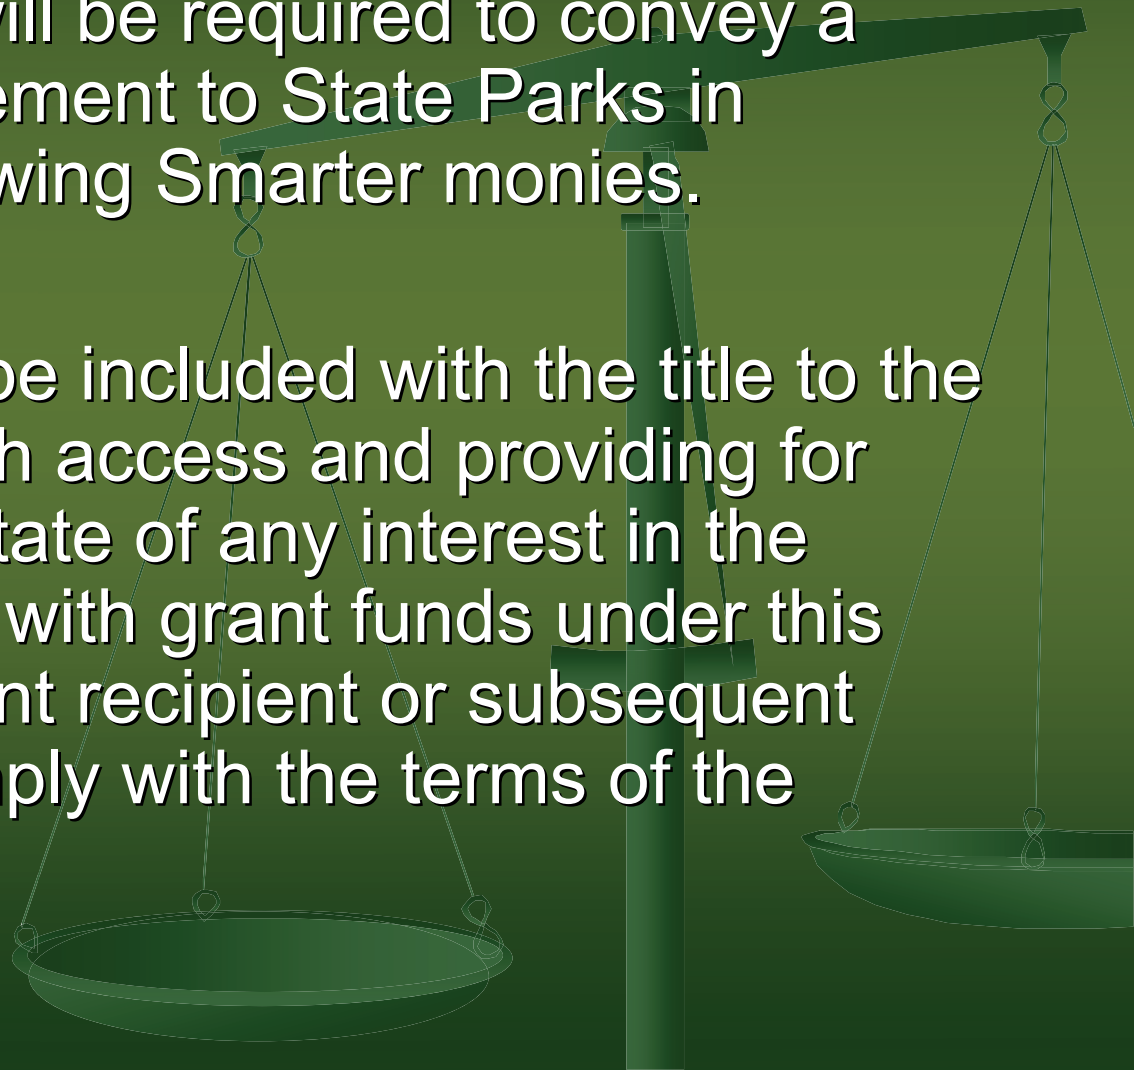 will be required to convey a
ement to State Parks in
wing Smarter monies.
be included with the title to the
h access and providing for
tate of any interest in the
with grant funds under this
nt recipient or subsequent
ply with the terms of the